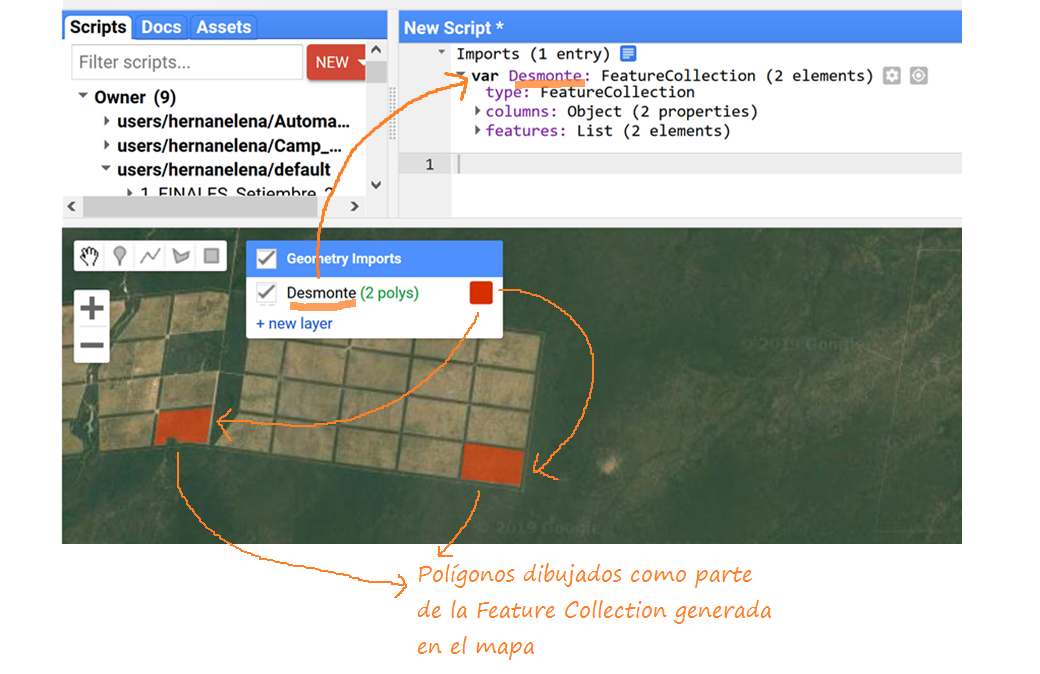 Scripts Docs Assets
Filter scripts... NEW
Owner (9)
users/hernanelena/Automa...
users/hernanelena/Camp_...
users/hernanelena/default
1_FINALES_Setiembre_2
New Script *
Imports (1 entry)
var Desmonte: FeatureCollection (2 elements)
type: FeatureCollection
columns: Object (2 properties)
features: List (2 elements)
1
Geometry Imports
Desmonte (2 polys)
+ new layer
© 2019 Google
2019 Google
Polígonos dibujados como parte
de la Feature Collection generada
en el mapa